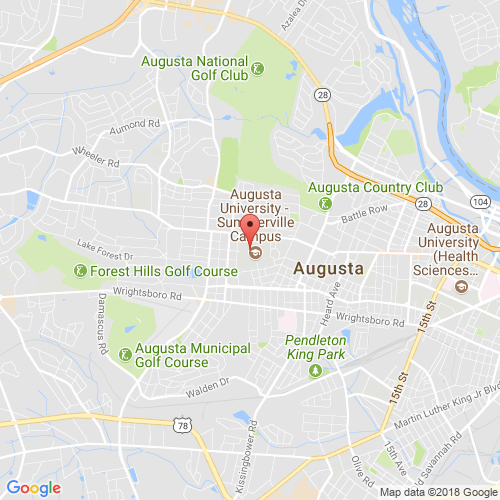 Azalea Dr
Augusta National
Golf Club
28
Aumond Rd
Wheeler Rd
Augusta
University -
Summerville
Campus
Augusta Country Club
Battle Row
28
104
Augusta
University
(Health
Sciences...
Lake Forest Dr
Forest Hills Golf Course
Augusta
Wrightsboro Rd
Damascus Rd
Heard Ave
Wrightsboro Rd
15th St
Augusta Municipal
Golf Course
Pendleton
King Park
Walden Dr
15th St
78
Kissingbower Rd
Martin Luther King Jr Blvd
15th Ave
Olive Rd
Savannah Rd
Google
Map data ©2018 Google